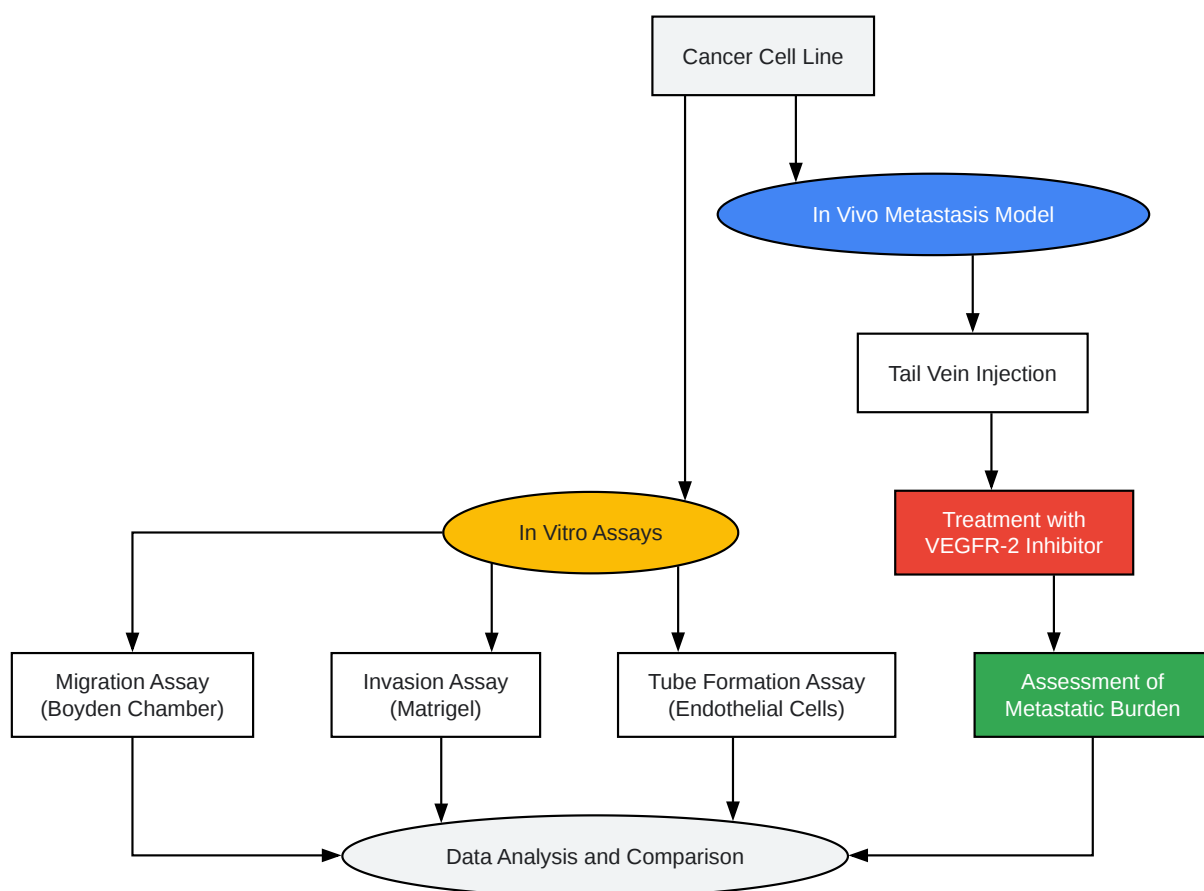 Cancer Cell Line
In Vivo Metastasis Model
Tail Vein Injection
Treatment with
VEGFR-2 Inhibitor
In Vitro Assays
Migration Assay
(Boyden Chamber)
Invasion Assay
(Matrigel)
Tube Formation Assay
(Endothelial Cells)
Assessment of
Metastatic Burden
Data Analysis and Comparison